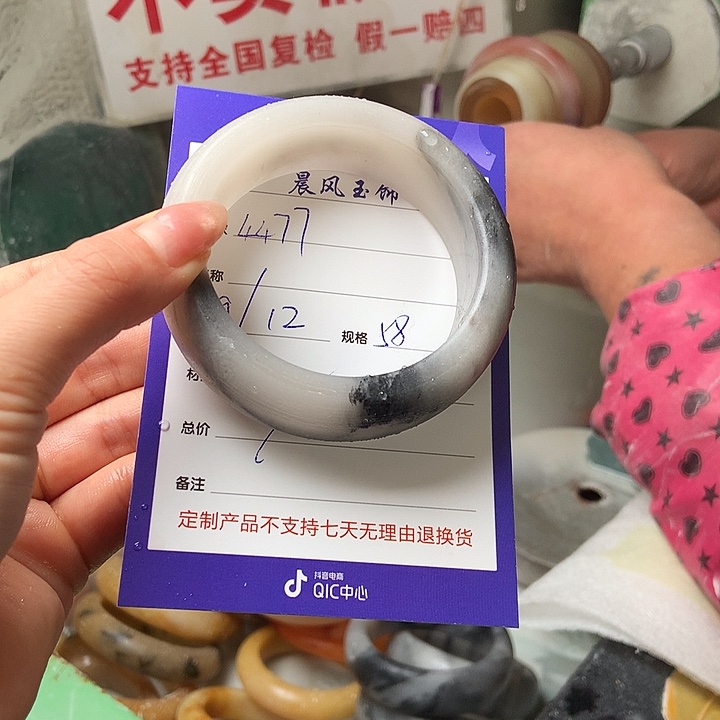 支持全国复检 假一赔四
晨风玉饰
4477
称
/12 规格 58
总价
备注
定制产品不支持七天无理由退换货
抖音电商
QIC中心